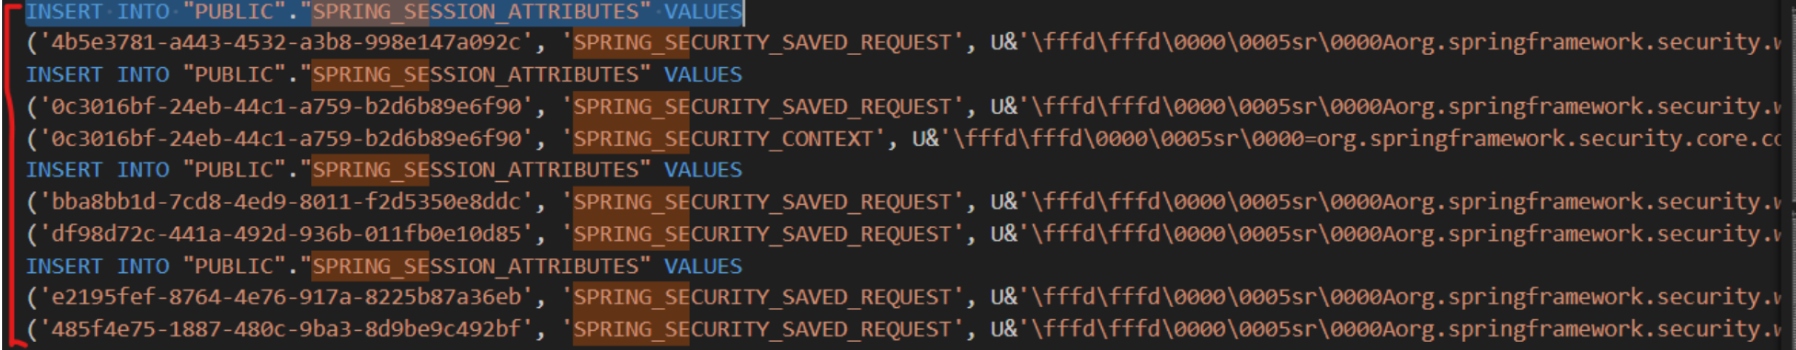 INSERT INTO "PUBLIC"."SPRING_SESSION_ATTRIBUTES" VALUES
('4b5e3781-a443-4532-a3b8-998e147a092c', 'SPRING_SECURITY_SAVED_REQUEST', U&'\fffd\fffd\0000\0005sr\0000Aorg.springframework.security.w
INSERT INTO "PUBLIC"."SPRING_SESSION_ATTRIBUTES" VALUES
('0c3016bf-24eb-44c1-a759-b2d6b89e6f90', 'SPRING_SECURITY_SAVED_REQUEST', U&'\fffd\fffd\0000\0005sr\0000Aorg.springframework.security.w
('0c3016bf-24eb-44c1-a759-b2d6b89e6f90', 'SPRING_SECURITY_CONTEXT', U&'\fffd\fffd\0000\0005sr\0000=org.springframework.security.core.co
INSERT INTO "PUBLIC"."SPRING_SESSION_ATTRIBUTES" VALUES
('bba8bb1d-7cd8-4ed9-8011-f2d5350e8ddc', 'SPRING_SECURITY_SAVED_REQUEST', U&'\fffd\fffd\0000\0005sr\0000Aorg.springframework.security.w
('df98d72c-441a-492d-936b-011fb0e10d85', 'SPRING_SECURITY_SAVED_REQUEST', U&'\fffd\fffd\0000\0005sr\0000Aorg.springframework.security.w
INSERT INTO "PUBLIC"."SPRING_SESSION_ATTRIBUTES" VALUES
('e2195fef-8764-4e76-917a-8225b87a36eb', 'SPRING_SECURITY_SAVED_REQUEST', U&'\fffd\fffd\0000\0005sr\0000Aorg.springframework.security.w
('485f4e75-1887-480c-9ba3-8d9be9c492bf', 'SPRING_SECURITY_SAVED_REQUEST', U&'\fffd\fffd\0000\0005sr\0000Aorg.springframework.security.w